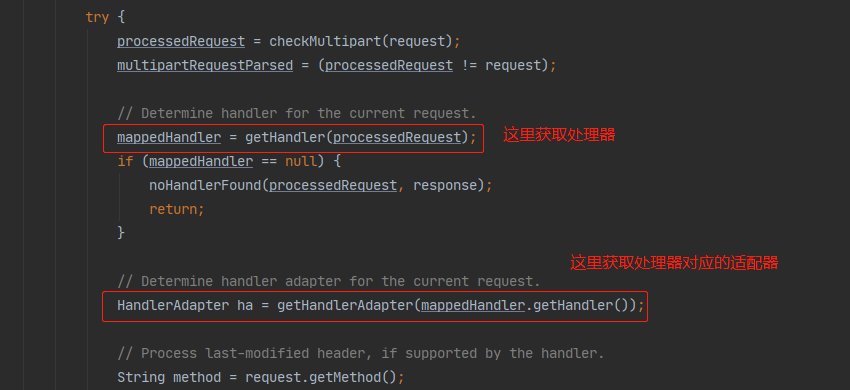 try {
processedRequest = checkMultipart(request);
multipartRequestParsed = (processedRequest != request);
// Determine handler for the current request.
mappedHandler = getHandler(processedRequest); 这里获取处理器
if (mappedHandler == null) {
noHandlerFound(processedRequest, response);
return;
}
这里获取处理器对应的适配器
// Determine handler adapter for the current request.
HandlerAdapter ha = getHandlerAdapter(mappedHandler.getHandler());
// Process last-modified header, if supported by the handler.
String method = request.getMethod();